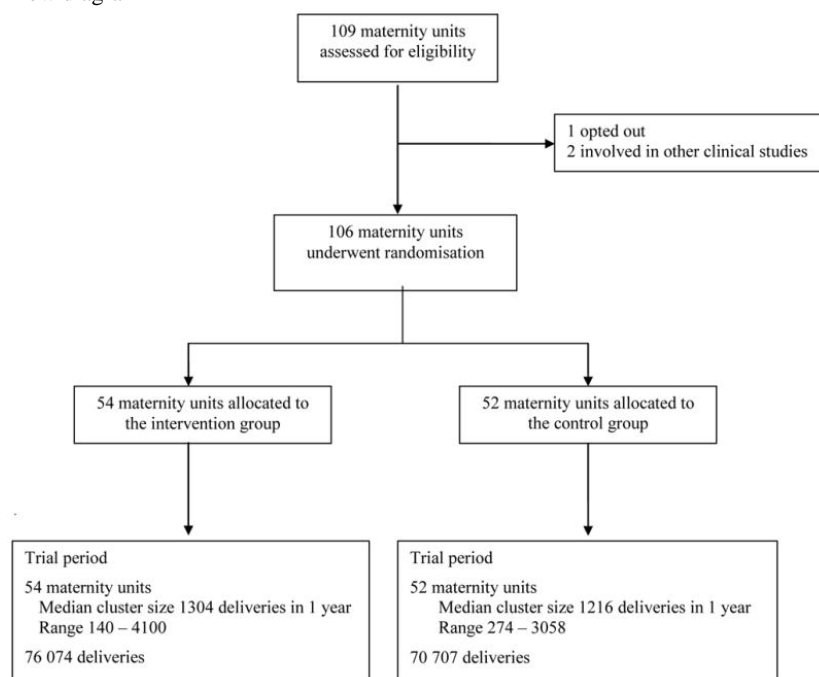 109 maternity units
assessed for eligibility
1 opted out
2 involved in other clinical studies
106 maternity units
underwent randomisation
54 maternity units allocated to
the intervention group
52 maternity units allocated to
the control group
Trial period
54 maternity units
Median cluster size 1304 deliveries in 1 year
Range 140 – 4100
76 074 deliveries
Trial period
52 maternity units
Median cluster size 1216 deliveries in 1 year
Range 274 – 3058
70 707 deliveries